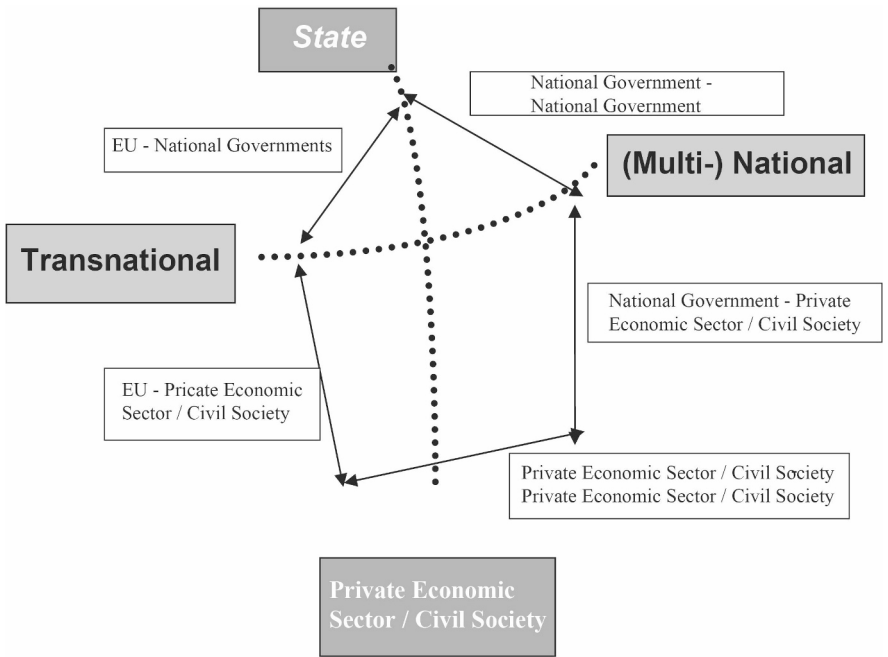 State
National Government -
National Government
EU - National Governments
(Multi-) National
Transnational
National Government - Private
Economic Sector / Civil Society
EU - Pricate Economic
Sector / Civil Society
Private Economic Sector / Civil Society-
Private Economic Sector / Civil Society
Private Economic
Sector / Civil Society